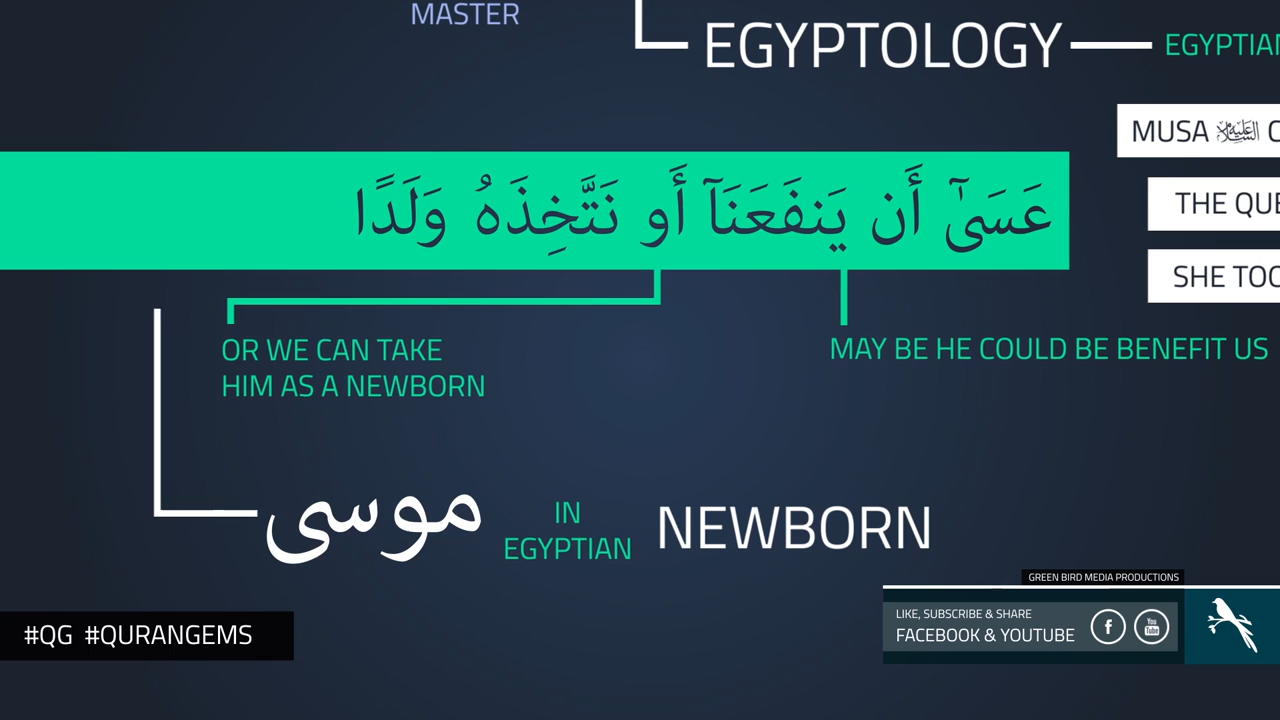 MASTER
EGYPTOLOGY
EGYPTIAN
MUSA عليه السلام
عَسَىٰٓ أَن يَنفَعَنَآ أَو نَتَّخِذَهُ وَلَدًا
THE
SHE
OR WE CAN TAKE
HIM AS A NEWBORN
MAY BE HE COULD BE BENEFIT US
موسى
IN
EGYPTIAN
NEWBORN
GREEN BIRD MEDIA PRODUCTIONS
LIKE, SUBSCRIBE & SHARE
FACEBOOK & YOUTUBE
You
Tube
#QG #QURANGEMS